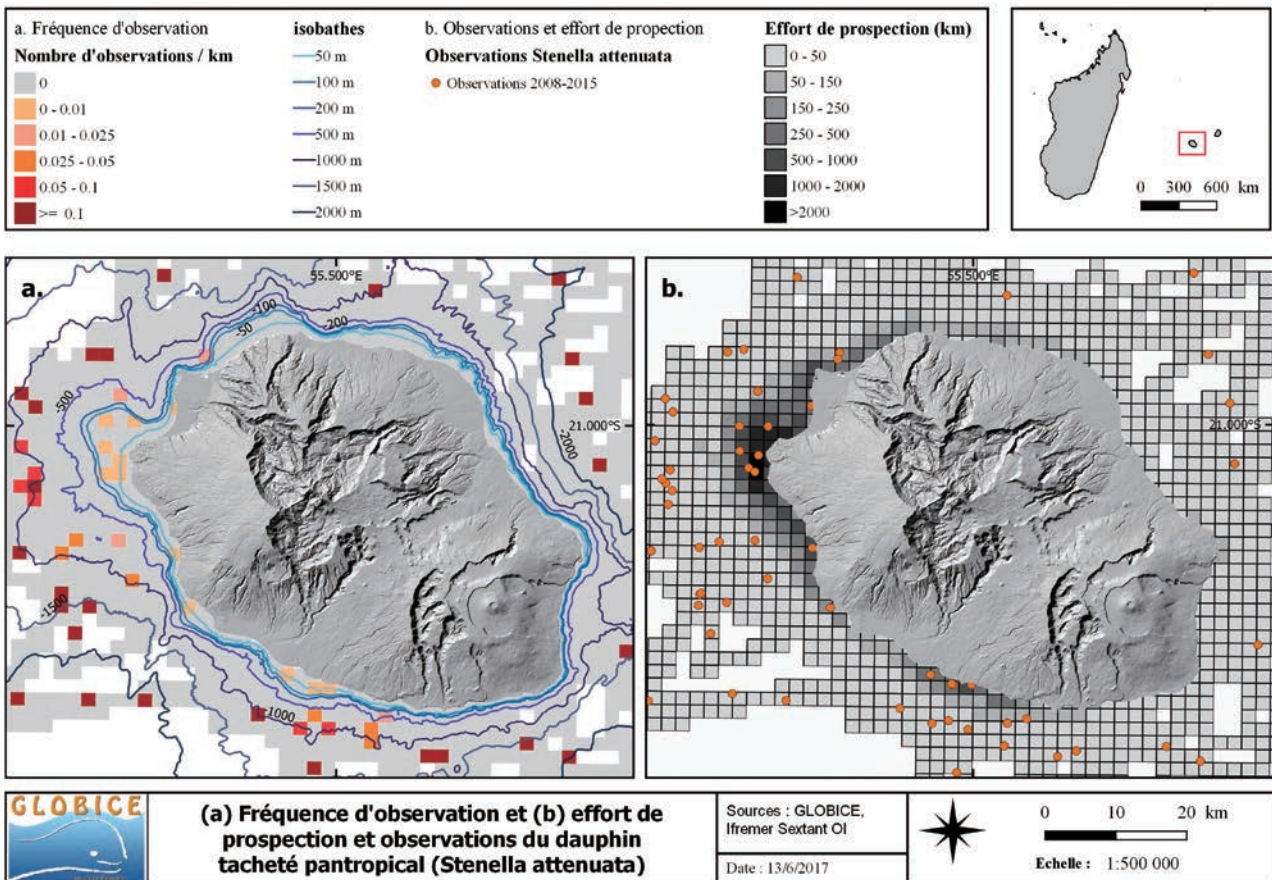 a. Fréquence d'observation
Nombre d'observations / km
0
0 - 0.01
0.01 - 0.025
0.025 - 0.05
0.05 - 0.1
>= 0.1
isobathes
50 m
100 m
200 m
500 m
1000 m
1500 m
2000 m
b. Observations et effort de propection
Observations Stenella attenuata
Observations 2008-2015
Effort de prospection (km)
0 - 50
50 - 150
150 - 250
250 - 500
500 - 1000
1000 - 2000
>2000
0 300 600 km
a.
55.500°E
-100
-50
-200
-500
21.000°S
-2000
-1500
-1000
b.
55.500°E
21.000°S
GLOBICE
(a) Fréquence d'observation et (b) effort de
prospection et observations du dauphin
tacheté pantropical (Stenella attenuata)
Sources : GLOBICE,
Ifremer Sextant OI
Date : 13/6/2017
0 10 20 km
Echelle : 1:500 000